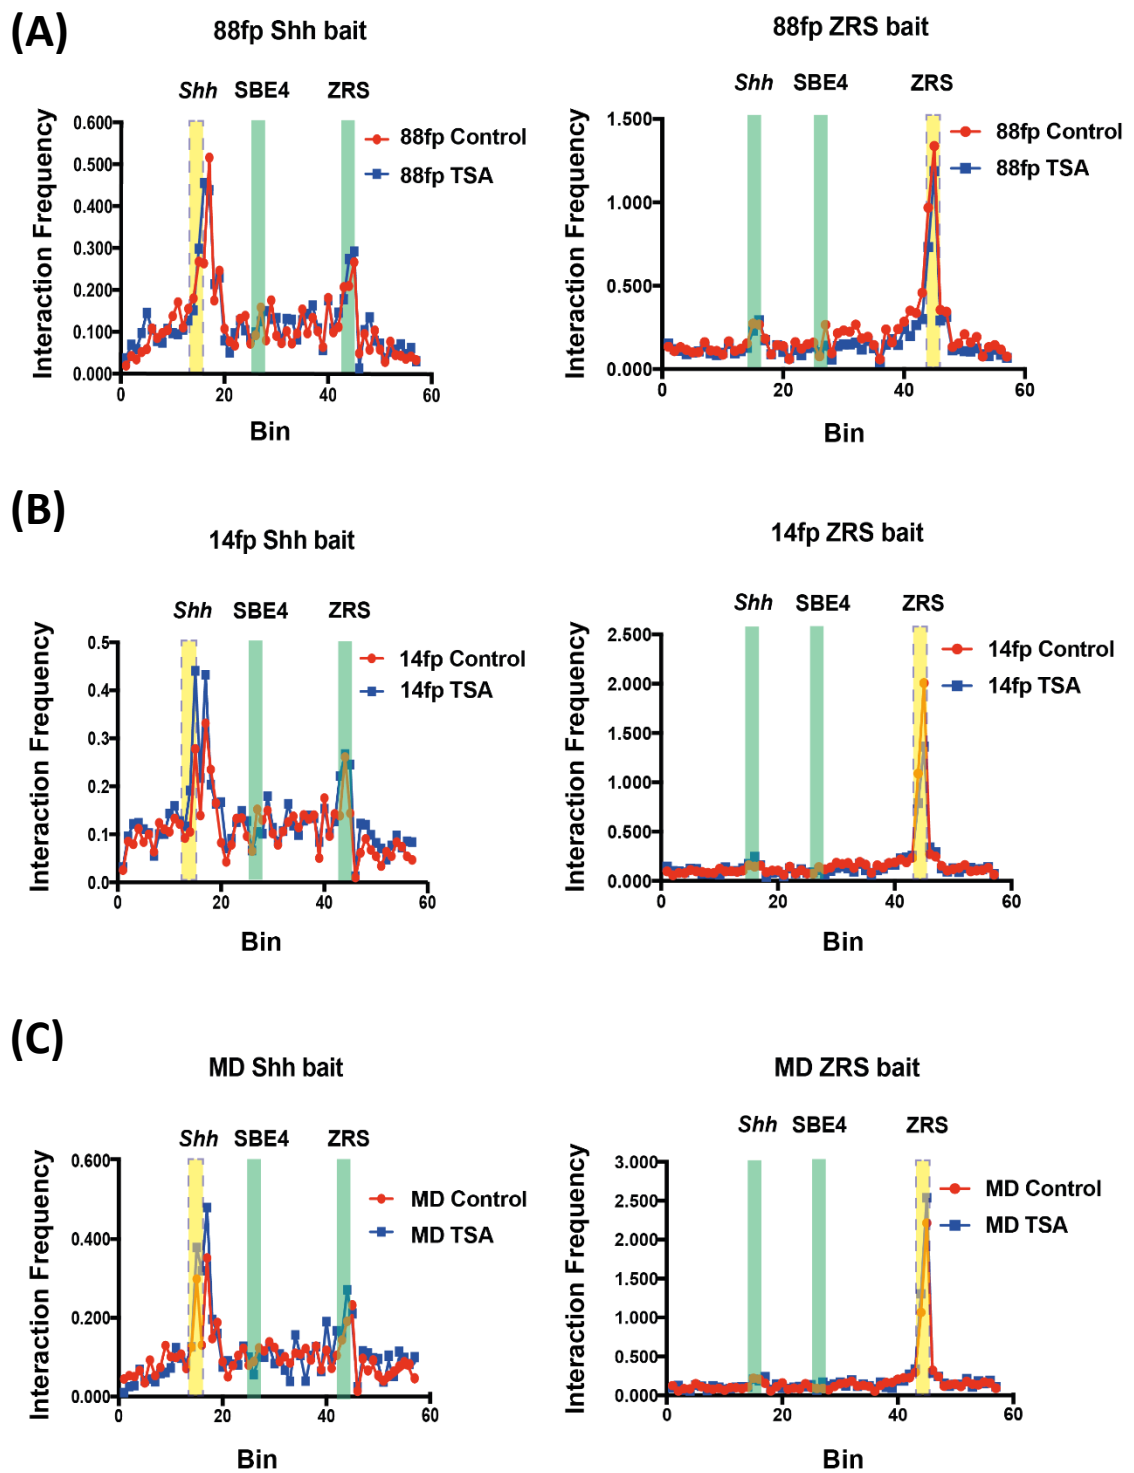 (A)
88fp Shh bait
Shh SBE4 ZRS
Interaction Frequency
0.600
0.500
0.400
0.300
0.200
0.100
0.000
0 20 40 60
Bin
88fp Control
88fp TSA
88fp ZRS bait
Shh SBE4 ZRS
Interaction Frequency
1.500
1.000
0.500
0.000
0 20 40 60
Bin
88fp Control
88fp TSA
(B)
14fp Shh bait
Shh SBE4 ZRS
Interaction Frequency
0.5
0.4
0.3
0.2
0.1
0.0
0 20 40 60
Bin
14fp Control
14fp TSA
14fp ZRS bait
Shh SBE4 ZRS
Interaction Frequency
2.500
2.000
1.500
1.000
0.500
0.000
0 20 40 60
Bin
14fp Control
14fp TSA
(C)
MD Shh bait
Shh SBE4 ZRS
Interaction Frequency
0.600
0.400
0.200
0.000
0 20 40 60
Bin
MD Control
MD TSA
MD ZRS bait
Shh SBE4 ZRS
Interaction Frequency
3.000
2.500
2.000
1.500
1.000
0.500
0.000
0 20 40 60
Bin
MD Control
MD TSA